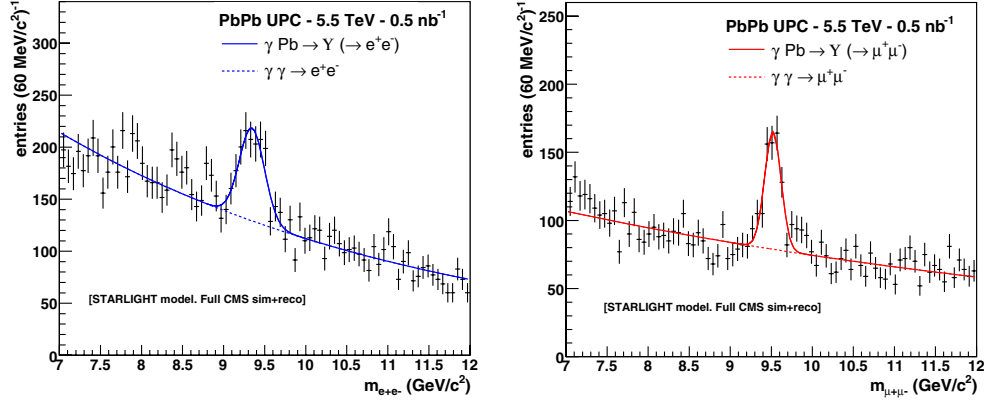 entries (60 MeV/c²)⁻¹
PbPb UPC - 5.5 TeV - 0.5 nb⁻¹
γ Pb → Υ (→ e⁺e⁻)
γ γ → e⁺e⁻
300
250
200
150
100
50
0
[STARLIGHT model. Full CMS sim+reco]
7 7.5 8 8.5 9 9.5 10 10.5 11 11.5 12
m e+e- (GeV/c²)
entries (60 MeV/c²)⁻¹
PbPb UPC - 5.5 TeV - 0.5 nb⁻¹
γ Pb → Υ (→ μ⁺μ⁻)
γ γ → μ⁺μ⁻
250
200
150
100
50
0
[STARLIGHT model. Full CMS sim+reco]
7 7.5 8 8.5 9 9.5 10 10.5 11 11.5 12
m μ+μ- (GeV/c²)